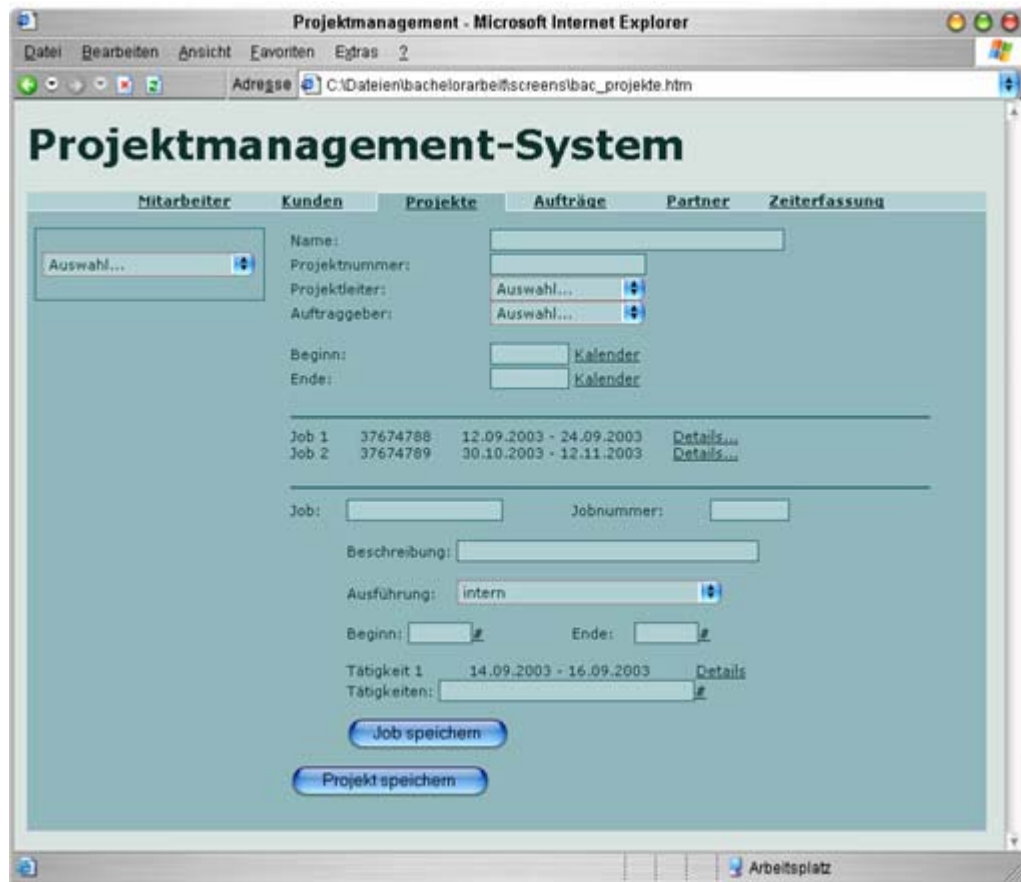 Projektmanagement - Microsoft Internet Explorer
Datei Bearbeiten Ansicht Favoriten Extras ?
Adresse C:\Dateien\bachelorarbeit\screens\bac_projekte.htm
Projektmanagement-System
Mitarbeiter Kunden Projekte Aufträge Partner Zeiterfassung
Auswahl...
Name:
Projektnummer:
Projektleiter: Auswahl...
Auftraggeber: Auswahl...
Beginn: Kalender
Ende: Kalender
Job 1 37674788 12.09.2003 - 24.09.2003 Details...
Job 2 37674789 30.10.2003 - 12.11.2003 Details...
Job: Jobnummer:
Beschreibung:
Ausführung: intern
Beginn: # Ende: #
Tätigkeit 1 14.09.2003 - 16.09.2003 Details
Tätigkeiten: #
Job speichern
Projekt speichern
Arbeitsplatz